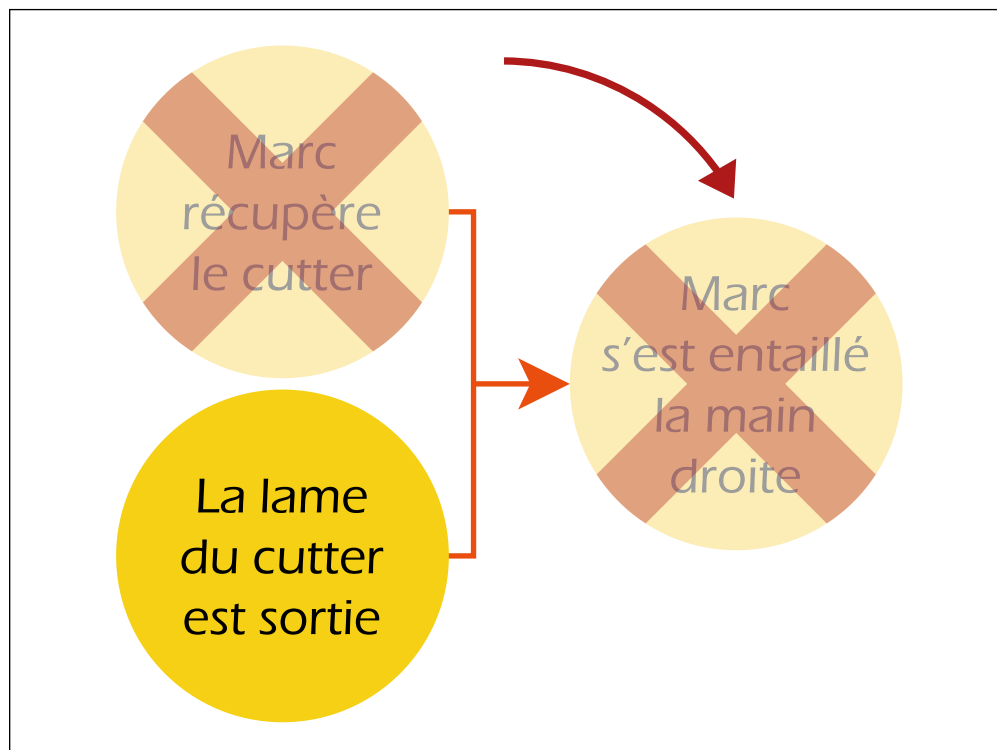 Marc
récupère
le cutter
Marc
s'est entaillé
la main
droite
La lame
du cutter
est sortie